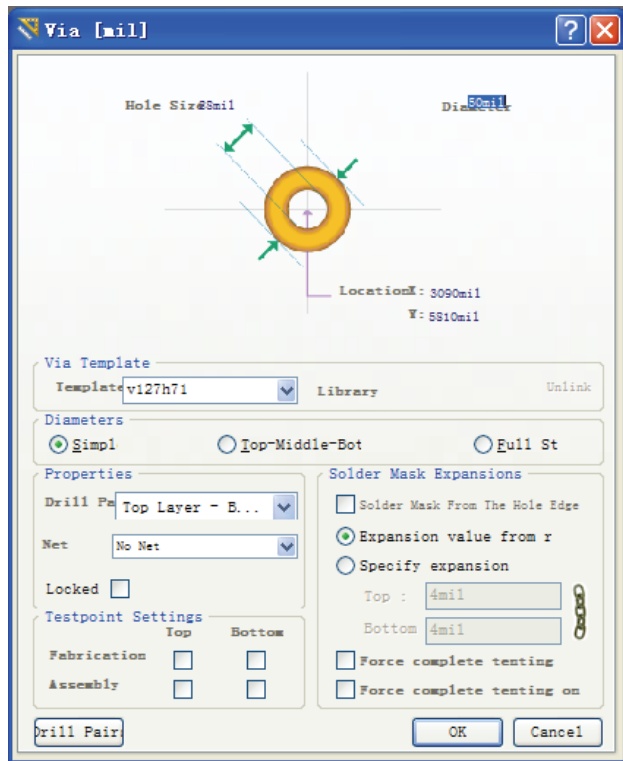 Via [mil]
Hole Size 28mil
50mil
LocationX: 3090mil
Y: 5810mil
Via Template
Template v127h71
Library
Unlink
Diameters
Simpl
Top-Middle-Bot
Full St
Properties
Drill Pa Top Layer - B...
Net No Net
Locked
Solder Mask Expansions
Solder Mask From The Hole Edge
Expansion value from r
Specify expansion
Top : 4mil
Bottom 4mil
Force complete tenting
Force complete tenting on
Testpoint Settings
Top Bottom
Fabrication
Assembly
Drill Pair
OK
Cancel